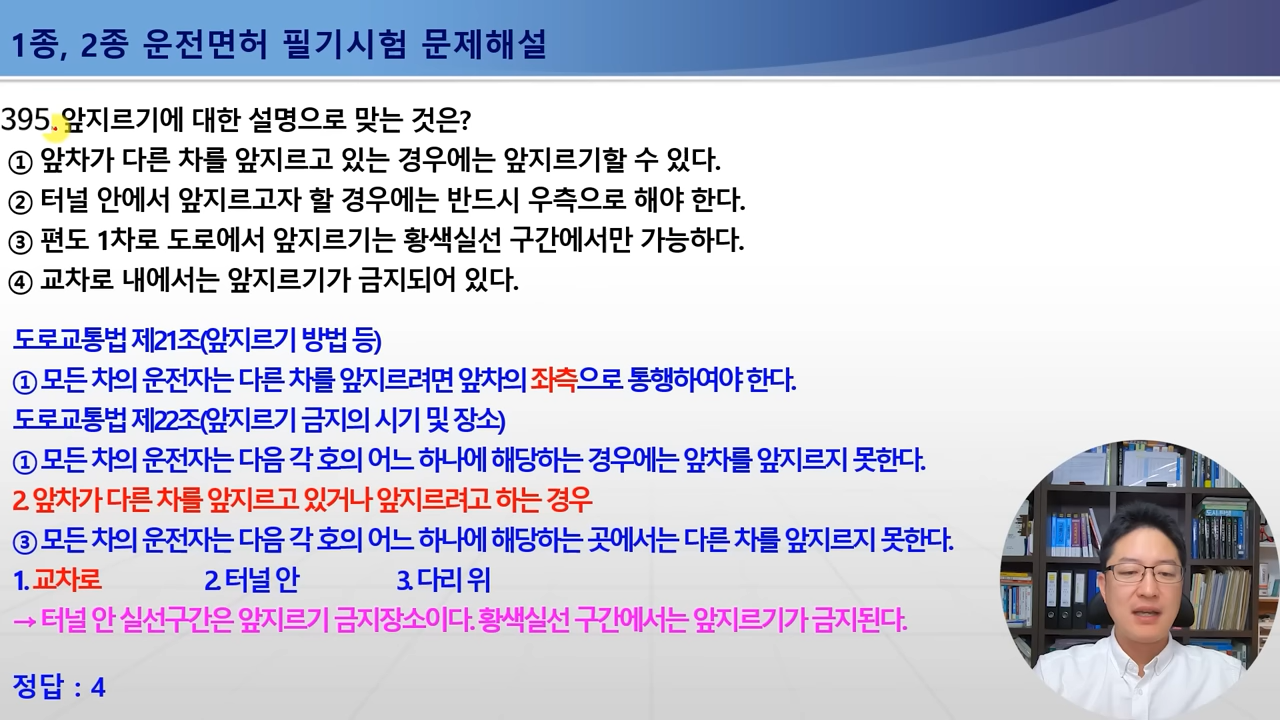 1종, 2종 운전면허 필기시험 문제해설
395. 앞지르기에 대한 설명으로 맞는 것은?
① 앞차가 다른 차를 앞지르고 있는 경우에는 앞지르기할 수 있다.
② 터널 안에서 앞지르고자 할 경우에는 반드시 우측으로 해야 한다.
③ 편도 1차로 도로에서 앞지르기는 황색실선 구간에서만 가능하다.
④ 교차로 내에서는 앞지르기가 금지되어 있다.
도로교통법 제21조(앞지르기 방법 등)
① 모든 차의 운전자는 다른 차를 앞지르려면 앞차의 좌측으로 통행하여야 한다.
도로교통법 제22조(앞지르기 금지의 시기 및 장소)
① 모든 차의 운전자는 다음 각 호의 어느 하나에 해당하는 경우에는 앞차를 앞지르지 못한다.
2. 앞차가 다른 차를 앞지르고 있거나 앞지르려고 하는 경우
③ 모든 차의 운전자는 다음 각 호의 어느 하나에 해당하는 곳에서는 다른 차를 앞지르지 못한다.
1. 교차로 2. 터널 안 3. 다리 위
→ 터널 안 실선구간은 앞지르기 금지장소이다. 황색실선 구간에서는 앞지르기가 금지된다.
정답 : 4